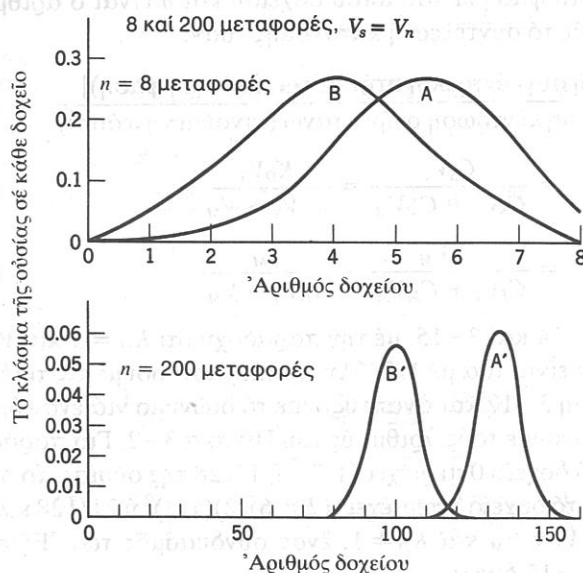 8 καί 200 μεταφορές, Vs = Vn
n = 8 μεταφορές
Β
Α
0.3
0.2
0.1
0
0 1 2 3 4 5 6 7 8
Ἀριθμός δοχείου
Τό κλάσμα τῆς οὐσίας σέ κάθε δοχεῖο
n = 200 μεταφορές
Β′
Α′
0.06
0.05
0.04
0.03
0.02
0.01
0
0 50 100 150
Ἀριθμός δοχείου